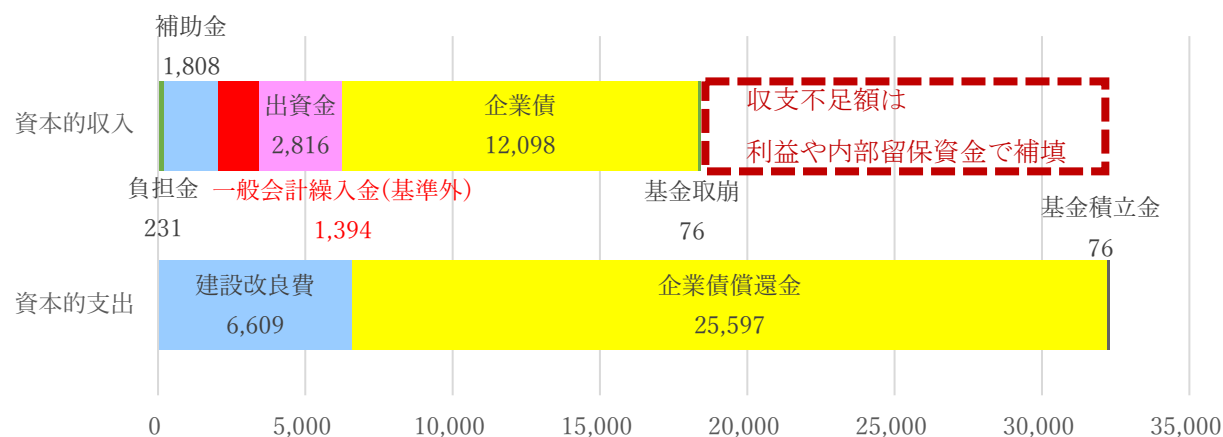 補助金
1,808
資本的収入
出資金
2,816
企業債
12,098
収支不足額は
利益や内部留保資金で補填
負担金
231
一般会計繰入金(基準外)
1,394
基金取崩
76
基金積立金
76
資本的支出
建設改良費
6,609
企業債償還金
25,597
0 5,000 10,000 15,000 20,000 25,000 30,000 35,000